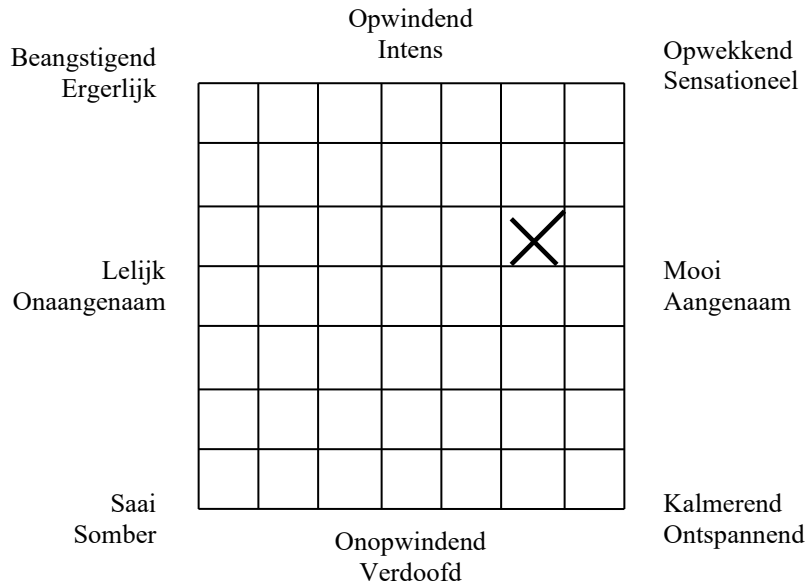 Opwindend
Intens
Beangstigend
Ergerlijk
Opwekkend
Sensationeel
Lelijk
Onaangenaam
Mooi
Aangenaam
Saai
Somber
Kalmerend
Ontspannend
Onopwindend
Verdoofd